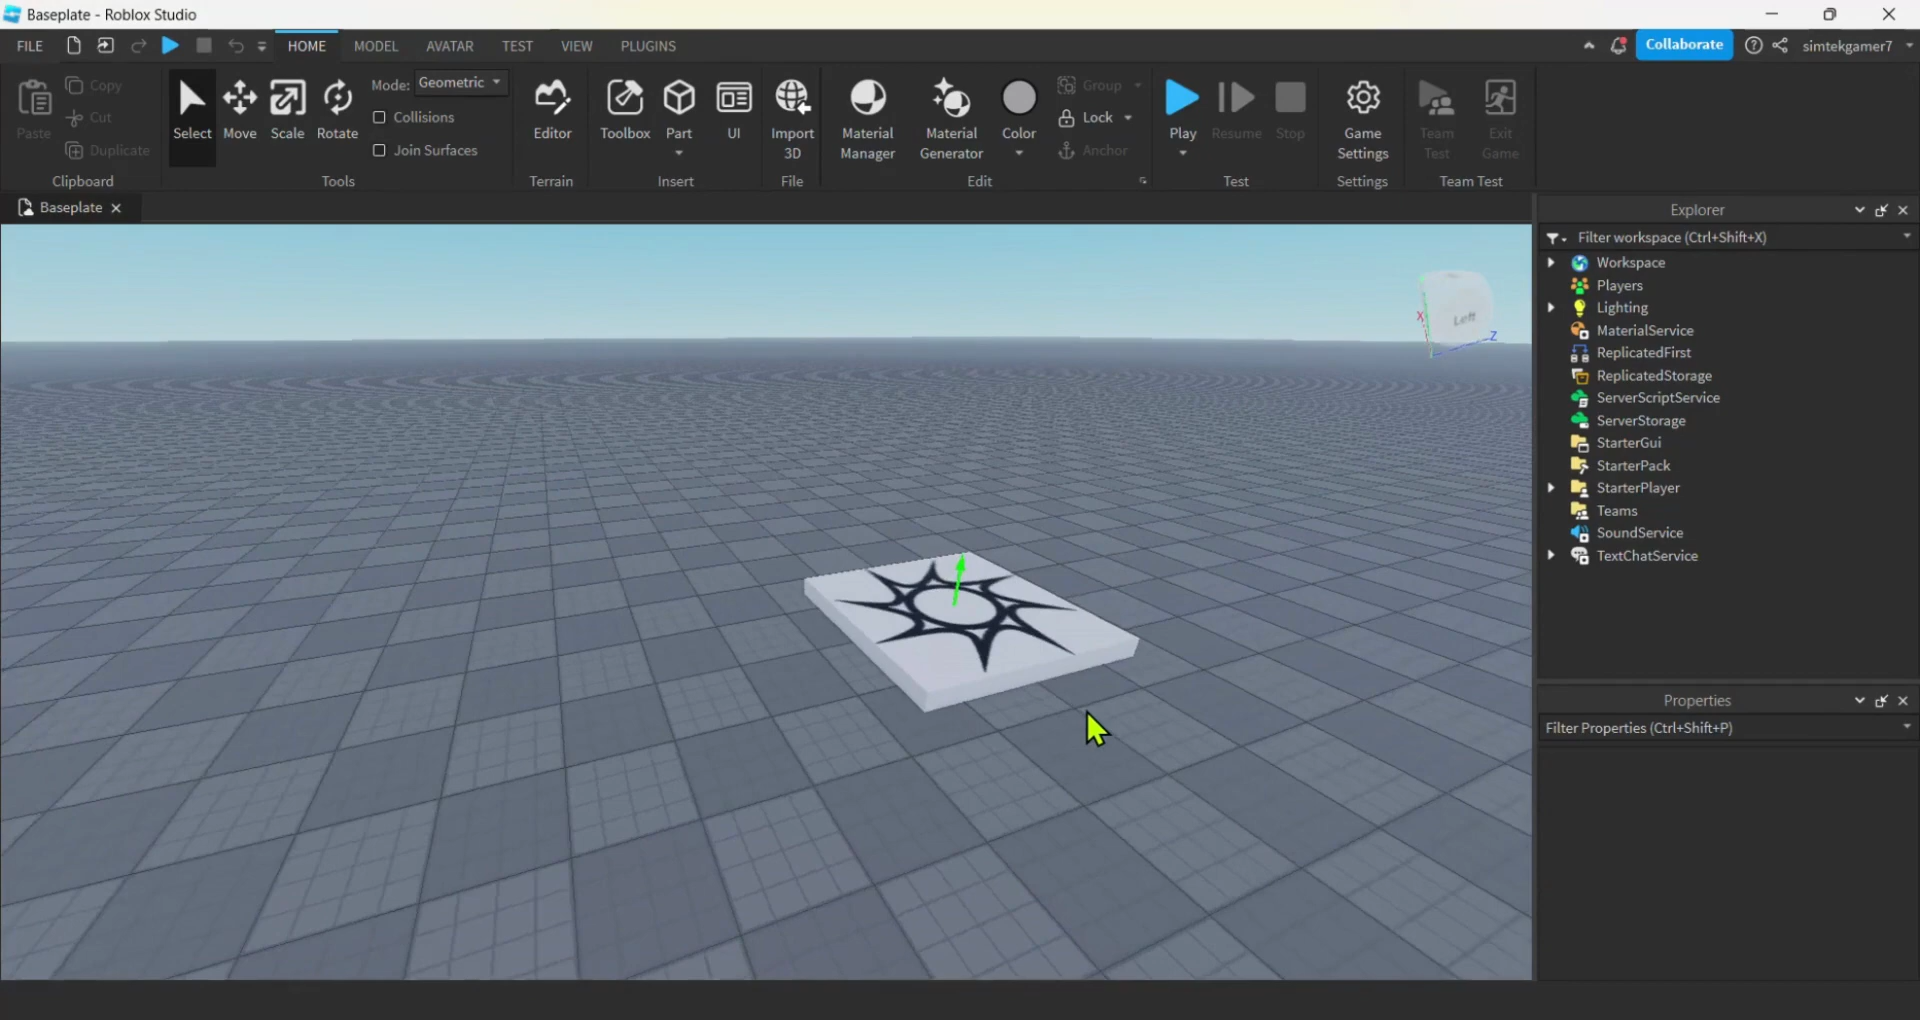 Baseplate - Roblox Studio
FILE
HOME
MODEL
AVATAR
TEST
VIEW
PLUGINS
Collaborate
simtekgamer7
Paste
Copy
Cut
Duplicate
Clipboard
Select
Move
Scale
Rotate
Mode: Geometric
Collisions
Join Surfaces
Tools
Editor
Terrain
Toolbox
Part
UI
Insert
Import
3D
File
Material
Manager
Material
Generator
Color
Group
Lock
Anchor
Edit
Play
Resume
Stop
Test
Game
Settings
Settings
Team
Test
Exit
Game
Team Test
Baseplate
X
Left
Z
Explorer
Filter workspace (Ctrl+Shift+X)
Workspace
Players
Lighting
MaterialService
ReplicatedFirst
ReplicatedStorage
ServerScriptService
ServerStorage
StarterGui
StarterPack
StarterPlayer
Teams
SoundService
TextChatService
Properties
Filter Properties (Ctrl+Shift+P)